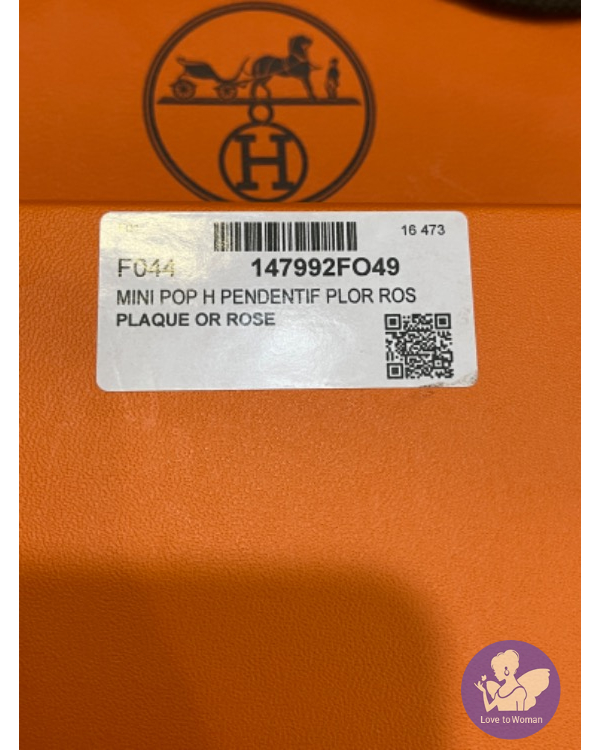 H
16 473
F044 147992FO49
MINI POP H PENDENTIF PLOR ROS
PLAQUE OR ROSE
Love to Woman